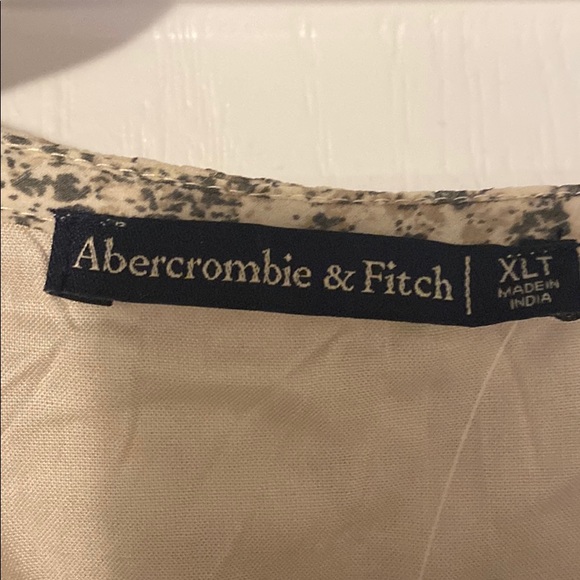 Abercrombie & Fitch
XLT
MADE IN
INDIA